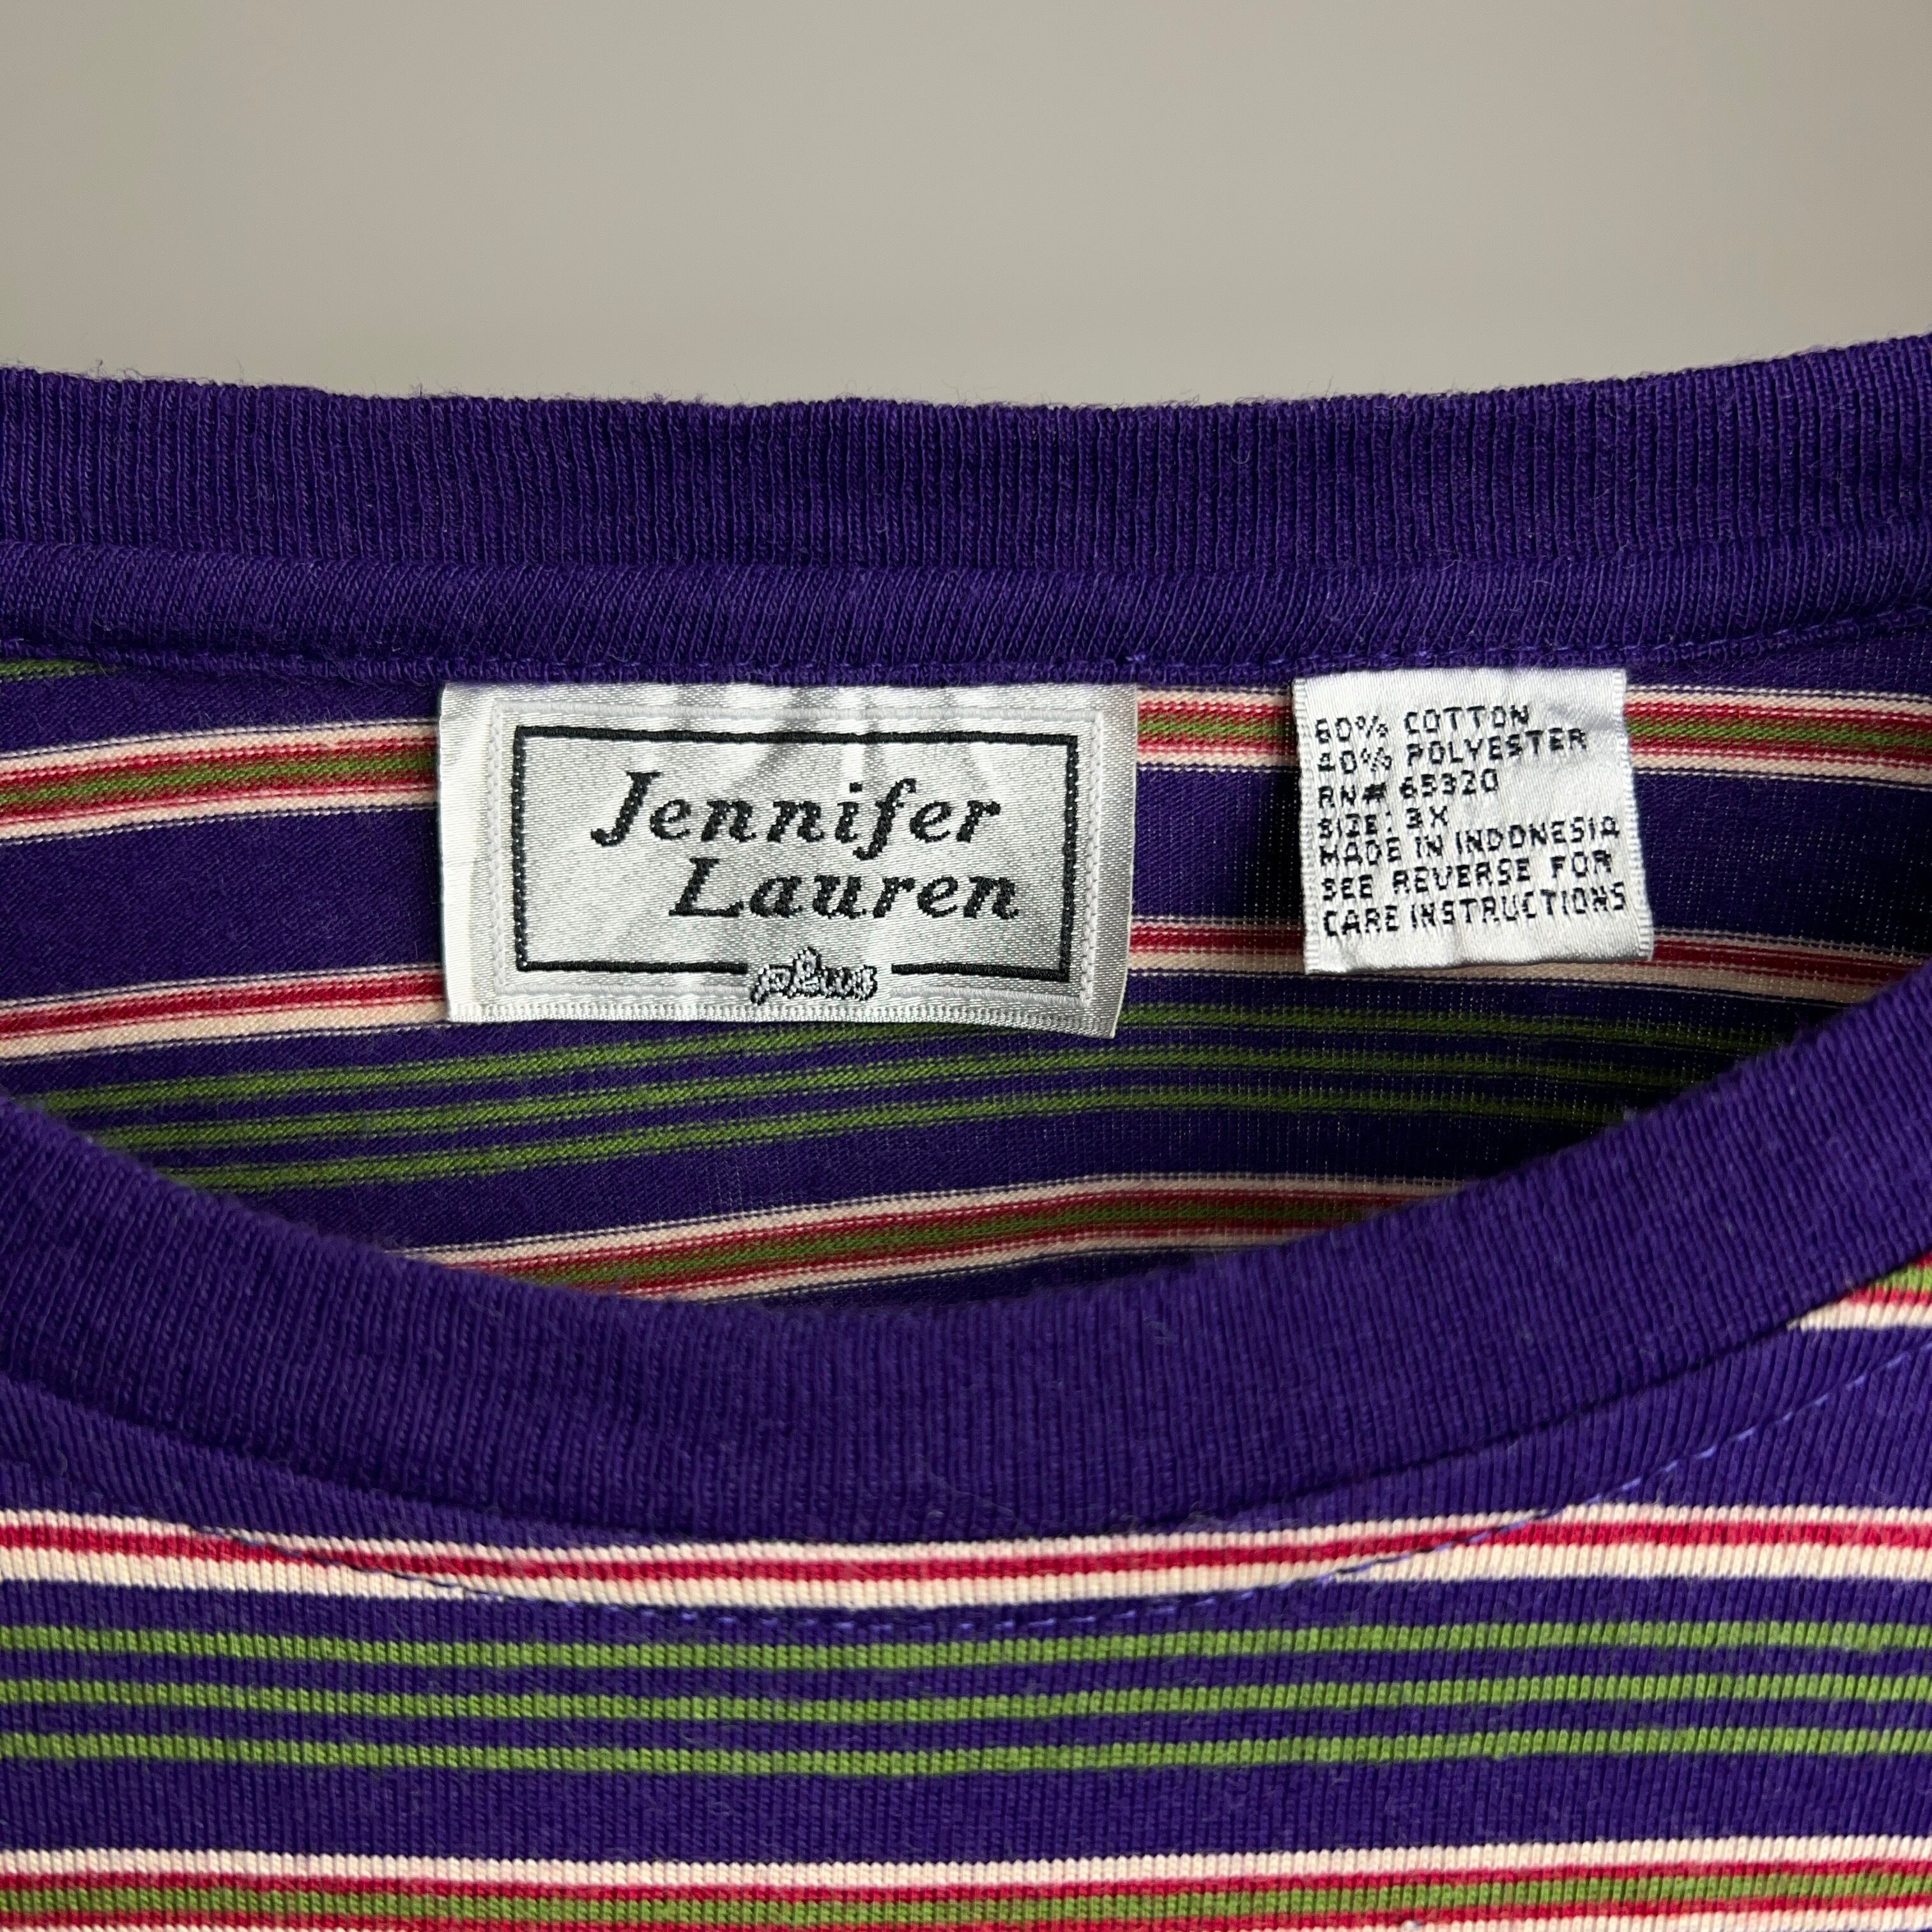 Jennifer
Lauren
plus
60% COTTON
40% POLYESTER
RN# 65320
SIZE: 3X
MADE IN INDONESIA
SEE REVERSE FOR
CARE INSTRUCTIONS